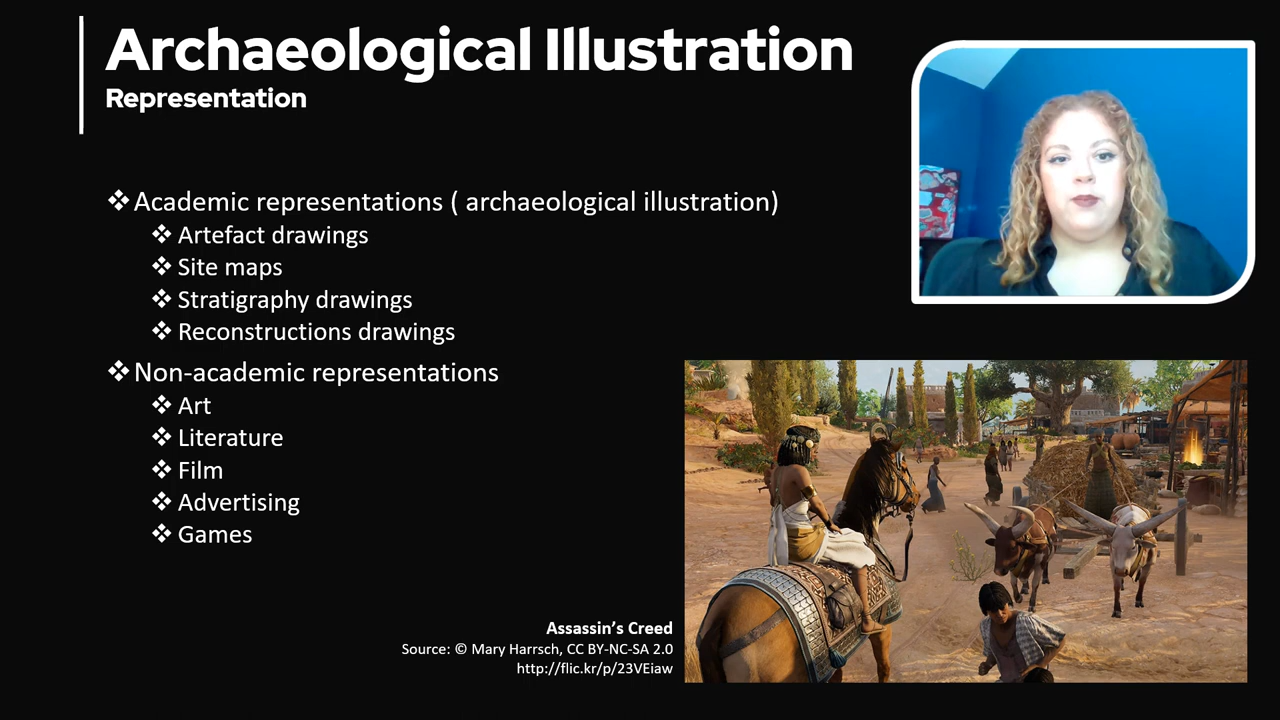 Archaeological Illustration
Representation
❖Academic representations ( archaeological illustration)
❖ Artefact drawings
❖ Site maps
❖ Stratigraphy drawings
❖ Reconstructions drawings
❖Non-academic representations
❖ Art
❖ Literature
❖ Film
❖ Advertising
❖ Games
Assassin's Creed
Source: © Mary Harrsch, CC BY-NC-SA 2.0
http://flic.kr/p/23VEiaw